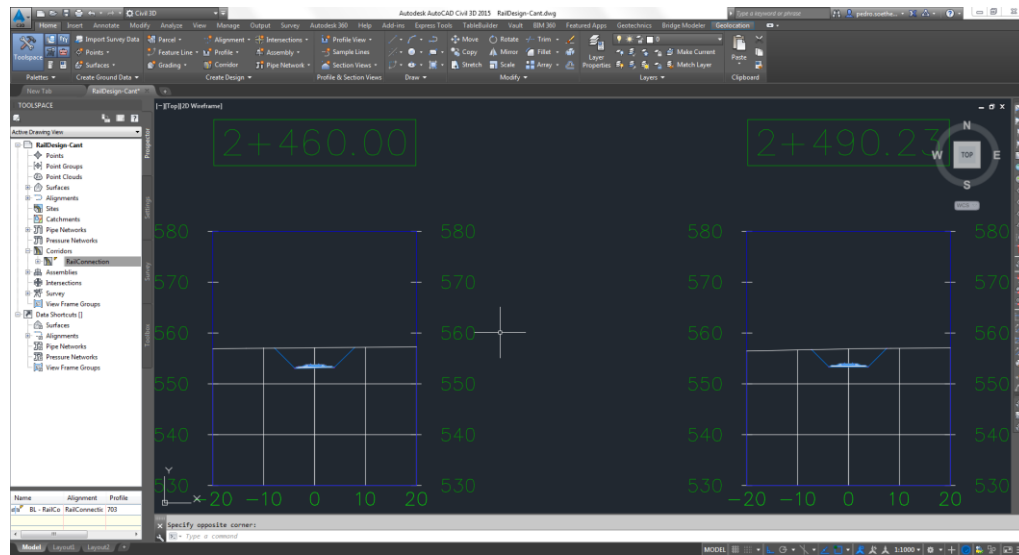 Civil 3D
Autodesk AutoCAD Civil 3D 2015 RailDesign-Cant.dwg
Type a keyword or phrase
pedro.soethe...
Home Insert Annotate Modify Analyze View Manage Output Survey Autodesk 360 Help Add-ins Express Tools TableBuilder Vault BIM 360 Featured Apps Geotechnics Bridge Modeler Geolocation
Toolspace
Import Survey Data
Points
Surfaces
Parcel
Feature Line
Grading
Alignment
Profile
Corridor
Intersections
Assembly
Pipe Network
Profile View
Sample Lines
Section Views
Move
Copy
Stretch
Rotate
Mirror
Scale
Trim
Fillet
Array
Layer Properties
0
Make Current
Match Layer
Paste
Palettes
Create Ground Data
Create Design
Profile & Section Views
Draw
Modify
Layers
Clipboard
New Tab
RailDesign-Cant*
TOOLSPACE
Active Drawing View
RailDesign-Cant
Points
Point Groups
Point Clouds
Surfaces
Alignments
Sites
Catchments
Pipe Networks
Pressure Networks
Corridors
RailConnection
Assemblies
Intersections
Survey
View Frame Groups
Data Shortcuts []
Surfaces
Alignments
Pipe Networks
Pressure Networks
View Frame Groups
Prospector
Settings
Survey
Toolbox
Name Alignment Profile
BL - RailCo RailConnectic 703
[-][Top][2D Wireframe]
2+460.00
2+490.23
N
W TOP E
S
WCS
580 580 580 580
570 570 570 570
560 560 560 560
550 550 550 550
540 540 540 540
530 530 530 530
Y
X
-20 -10 0 10 20
-20 -10 0 10 20
Specify opposite corner:
Type a command
Model Layout1 Layout2
MODEL
1:1000